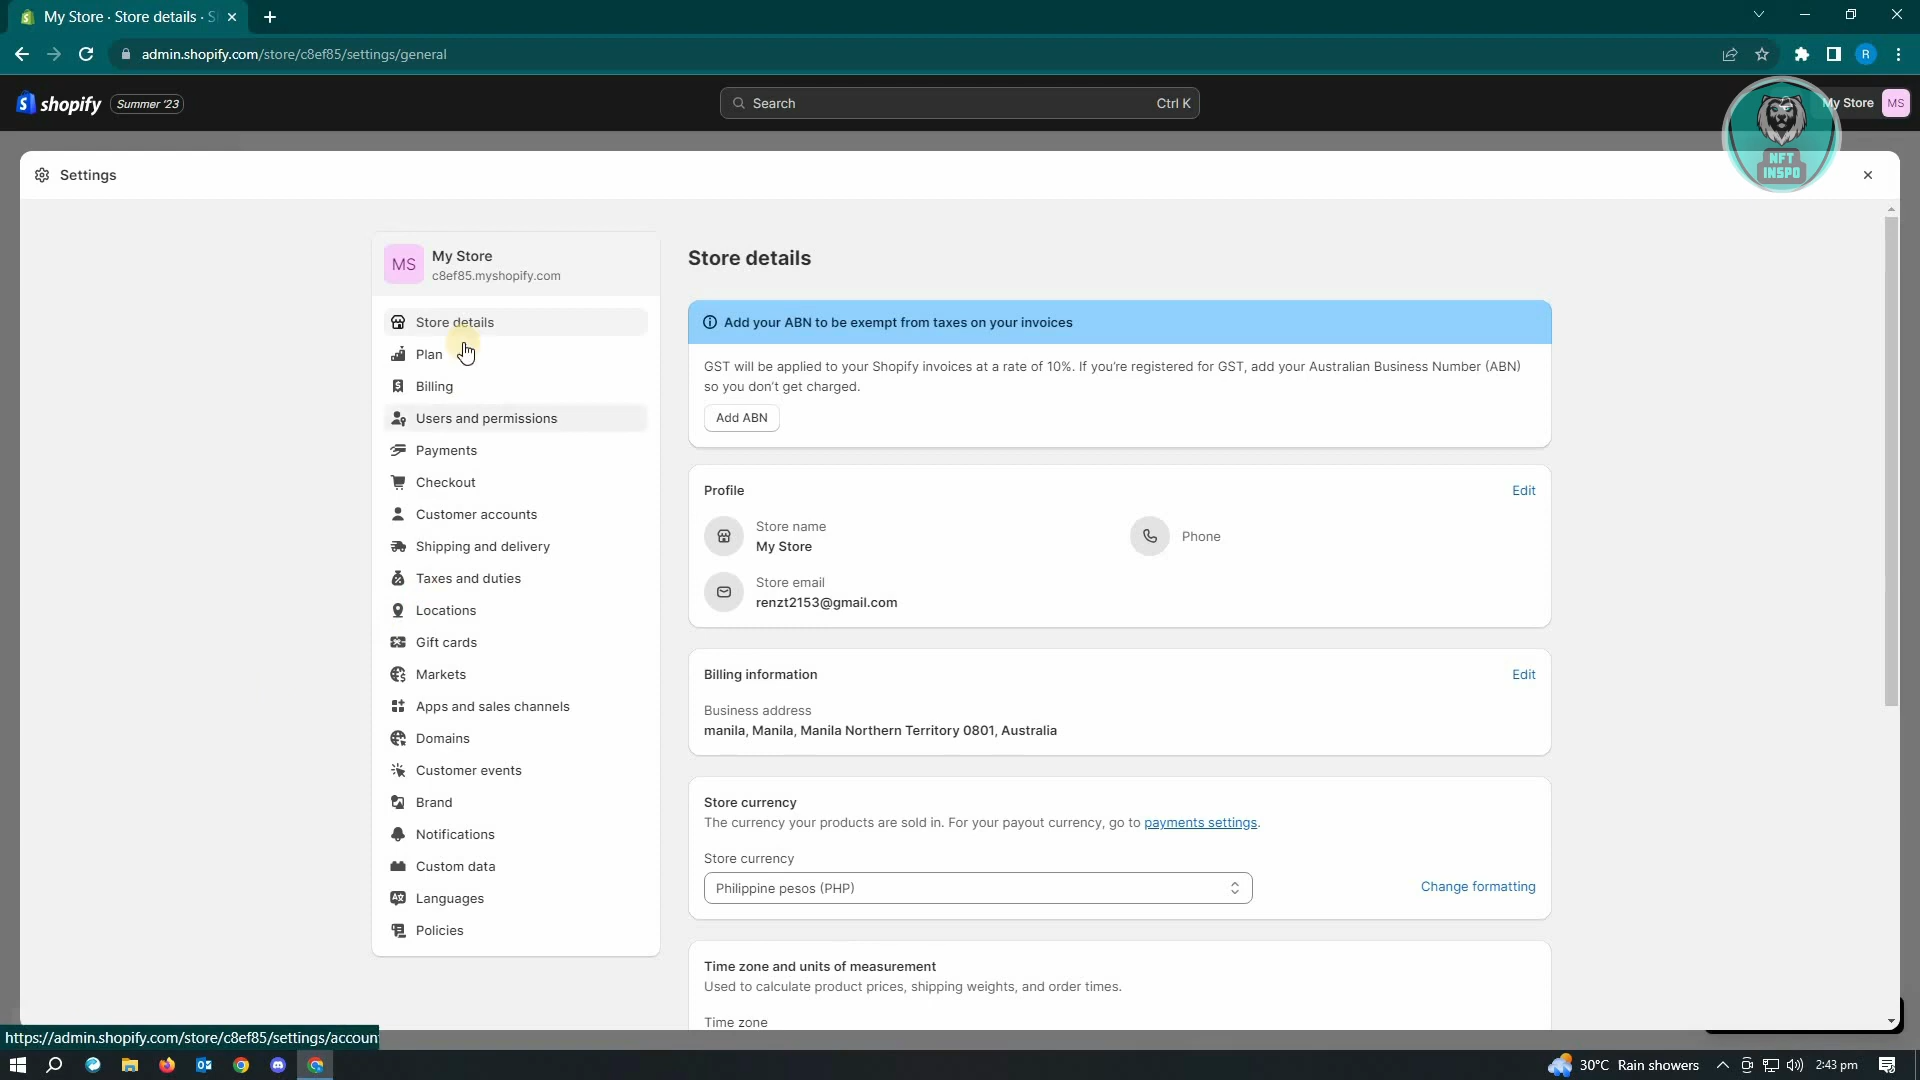 My Store · Store details · S
admin.shopify.com/store/c8ef85/settings/general
R
shopify
Summer '23
Search
Ctrl K
My Store
MS
NFT
INSPO
Settings
MS
My Store
c8ef85.myshopify.com
Store details
Plan
Billing
Users and permissions
Payments
Checkout
Customer accounts
Shipping and delivery
Taxes and duties
Locations
Gift cards
Markets
Apps and sales channels
Domains
Customer events
Brand
Notifications
Custom data
Languages
Policies
Store details
Add your ABN to be exempt from taxes on your invoices
GST will be applied to your Shopify invoices at a rate of 10%. If you're registered for GST, add your Australian Business Number (ABN)
so you don't get charged.
Add ABN
Profile
Edit
Store name
My Store
Phone
Store email
renzt2153@gmail.com
Billing information
Edit
Business address
manila, Manila, Manila Northern Territory 0801, Australia
Store currency
The currency your products are sold in. For your payout currency, go to payments settings.
Store currency
Philippine pesos (PHP)
Change formatting
Time zone and units of measurement
Used to calculate product prices, shipping weights, and order times.
Time zone
https://admin.shopify.com/store/c8ef85/settings/accoun
30°C Rain showers
2:43 pm